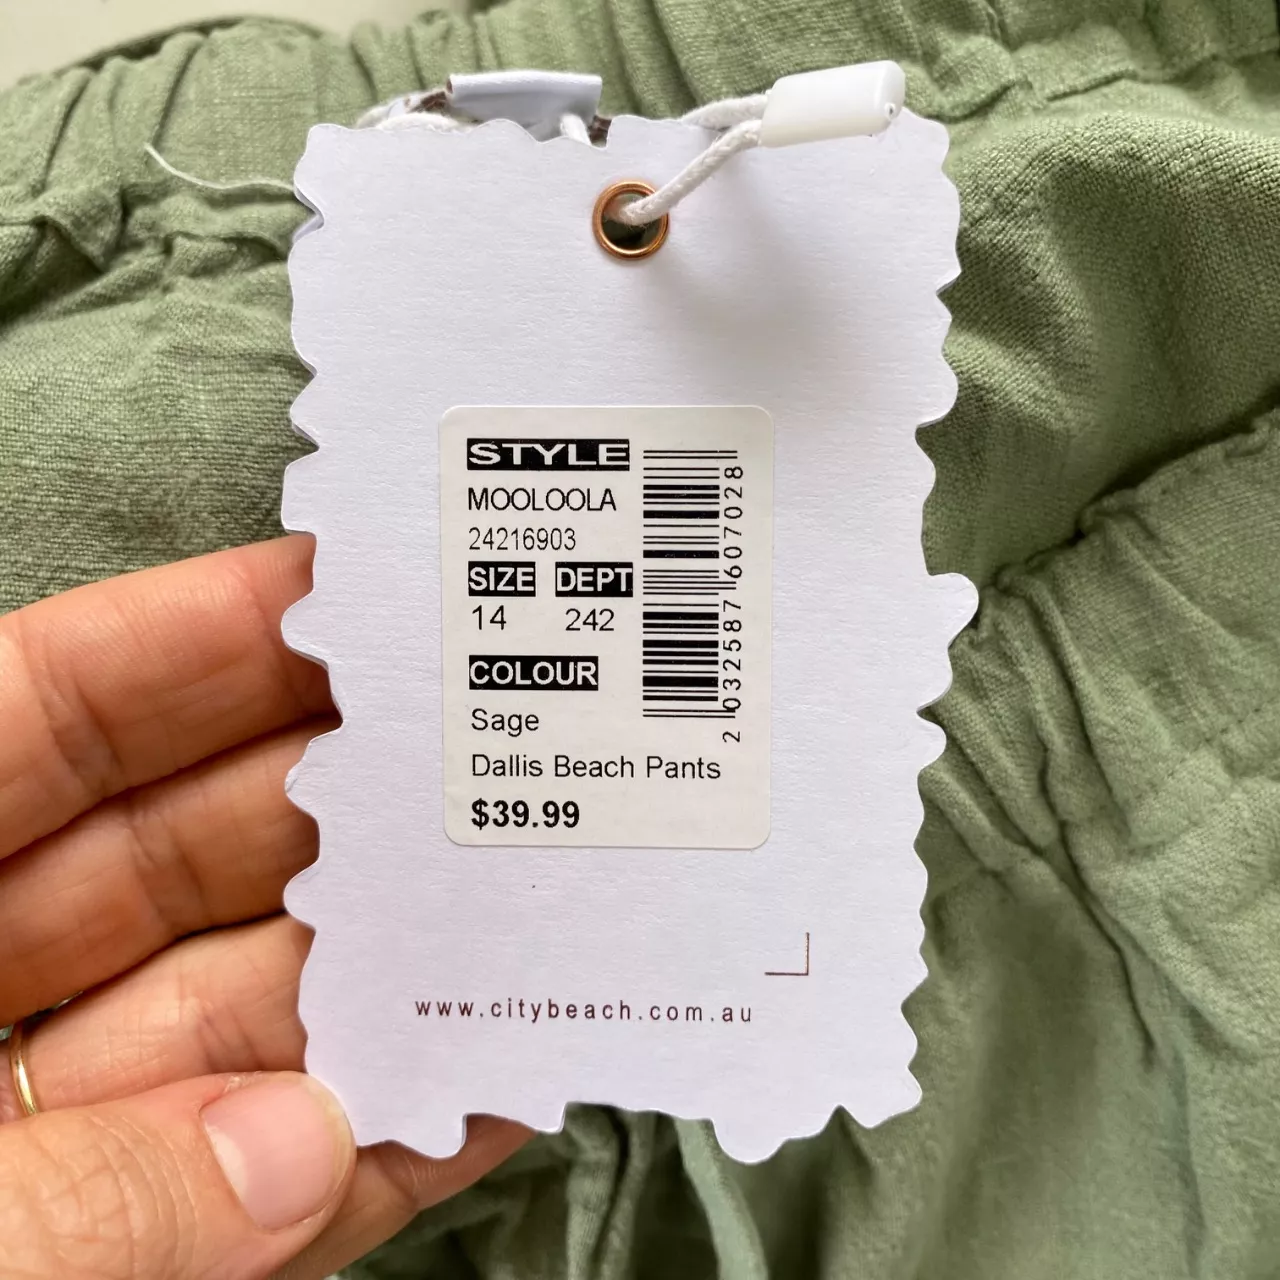 STYLE
MOOLOOLA
24216903
SIZE DEPT
14 242
COLOUR
Sage
Dallis Beach Pants
$39.99
2 032587 607028
www.citybeach.com.au